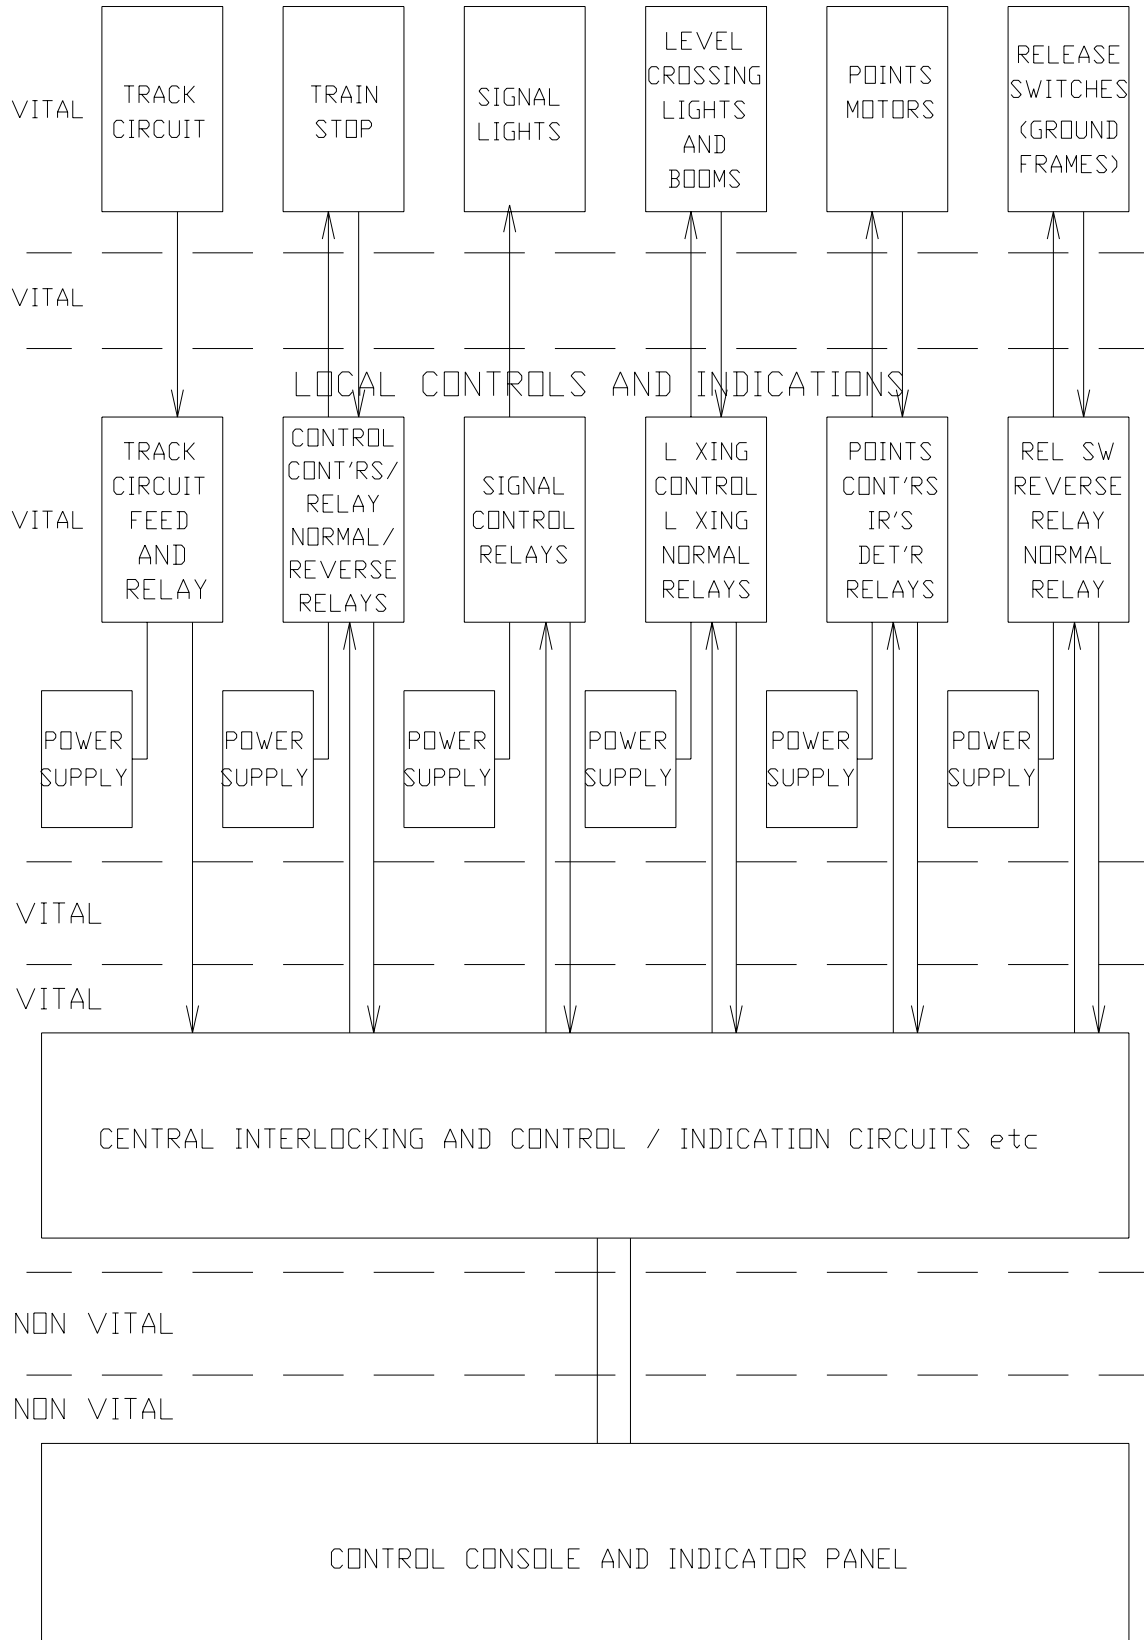 VITAL
TRACK
CIRCUIT
TRAIN
STOP
SIGNAL
LIGHTS
LEVEL
CROSSING
LIGHTS
AND
BOOMS
POINTS
MOTORS
RELEASE
SWITCHES
(GROUND
FRAMES)
VITAL
LOCAL CONTROLS AND INDICATIONS
VITAL
TRACK
CIRCUIT
FEED
AND
RELAY
CONTROL
CONT'RS/
RELAY
NORMAL/
REVERSE
RELAYS
SIGNAL
CONTROL
RELAYS
L XING
CONTROL
L XING
NORMAL
RELAYS
POINTS
CONT'RS
IR'S
DET'R
RELAYS
REL SW
REVERSE
RELAY
NORMAL
RELAY
POWER
SUPPLY
POWER
SUPPLY
POWER
SUPPLY
POWER
SUPPLY
POWER
SUPPLY
POWER
SUPPLY
VITAL
VITAL
CENTRAL INTERLOCKING AND CONTROL / INDICATION CIRCUITS etc
NON VITAL
NON VITAL
CONTROL CONSOLE AND INDICATOR PANEL